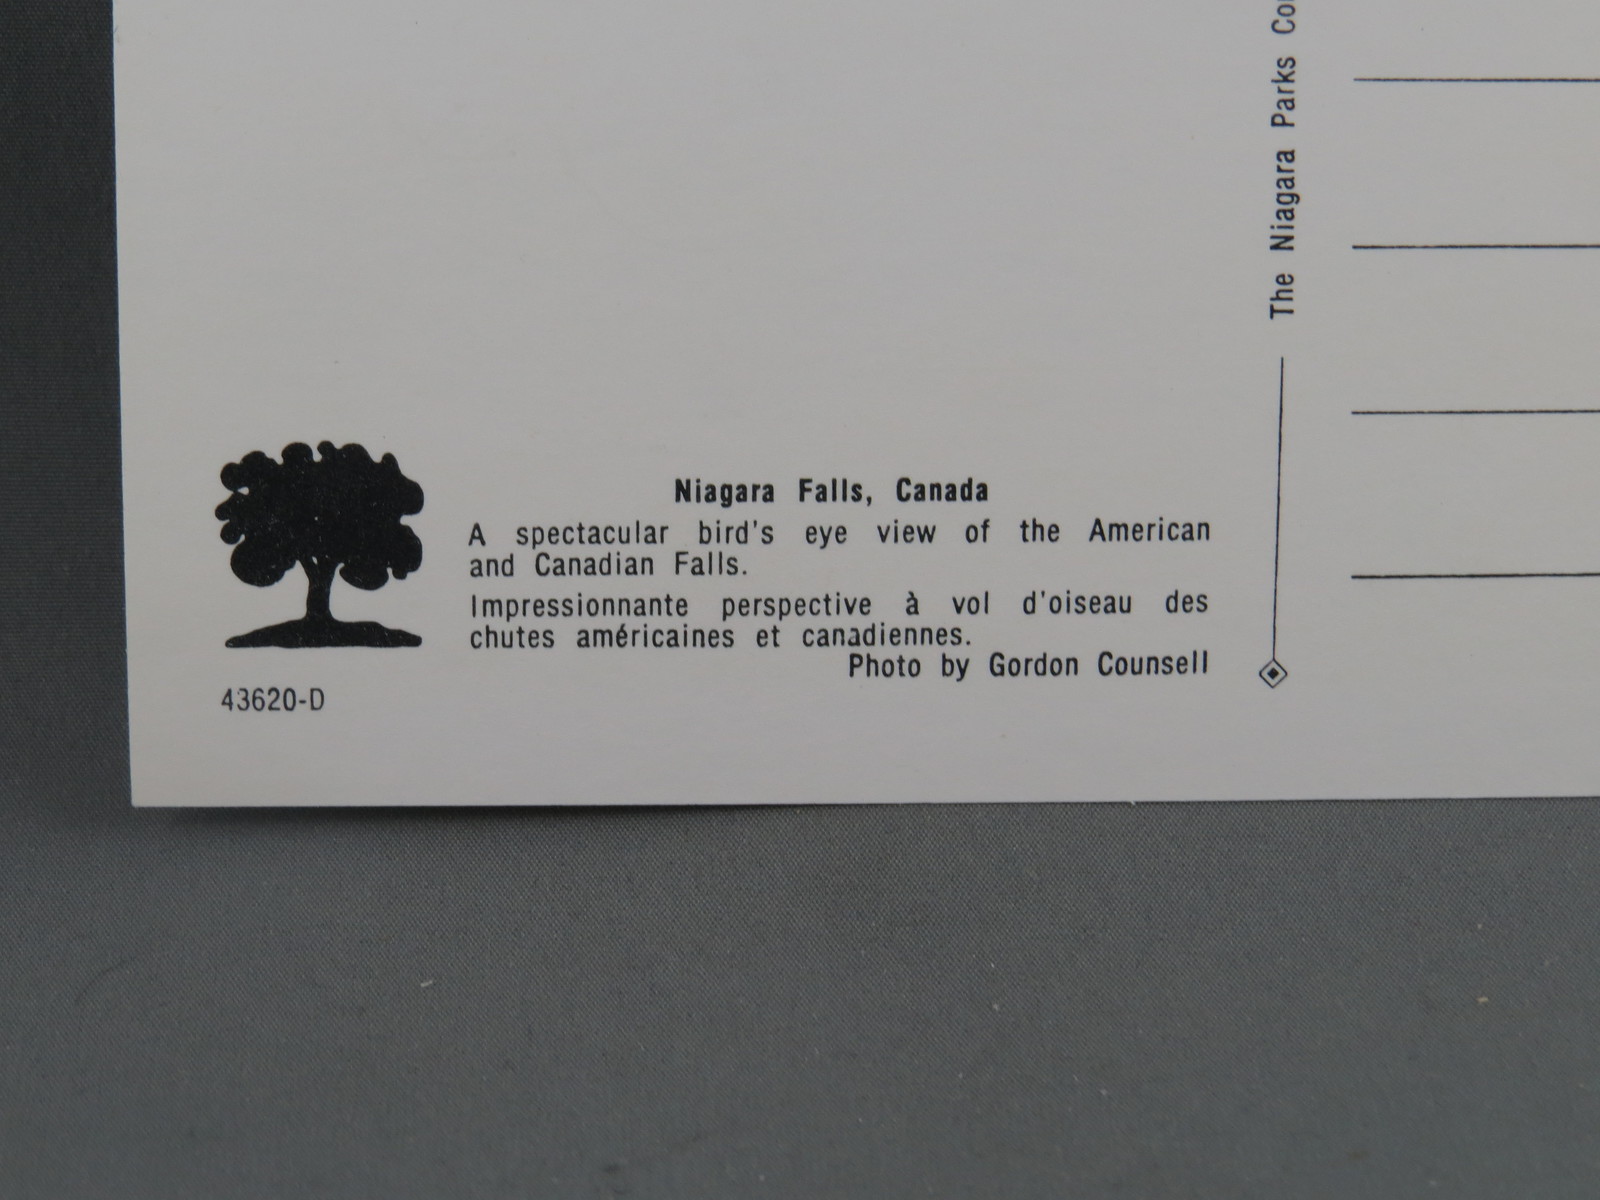 Niagara Falls, Canada
A spectacular bird's eye view of the American
and Canadian Falls.
Impressionnante perspective à vol d'oiseau des
chutes américaines et canadiennes.
Photo by Gordon Counsell
43620-D
The Niagara Parks